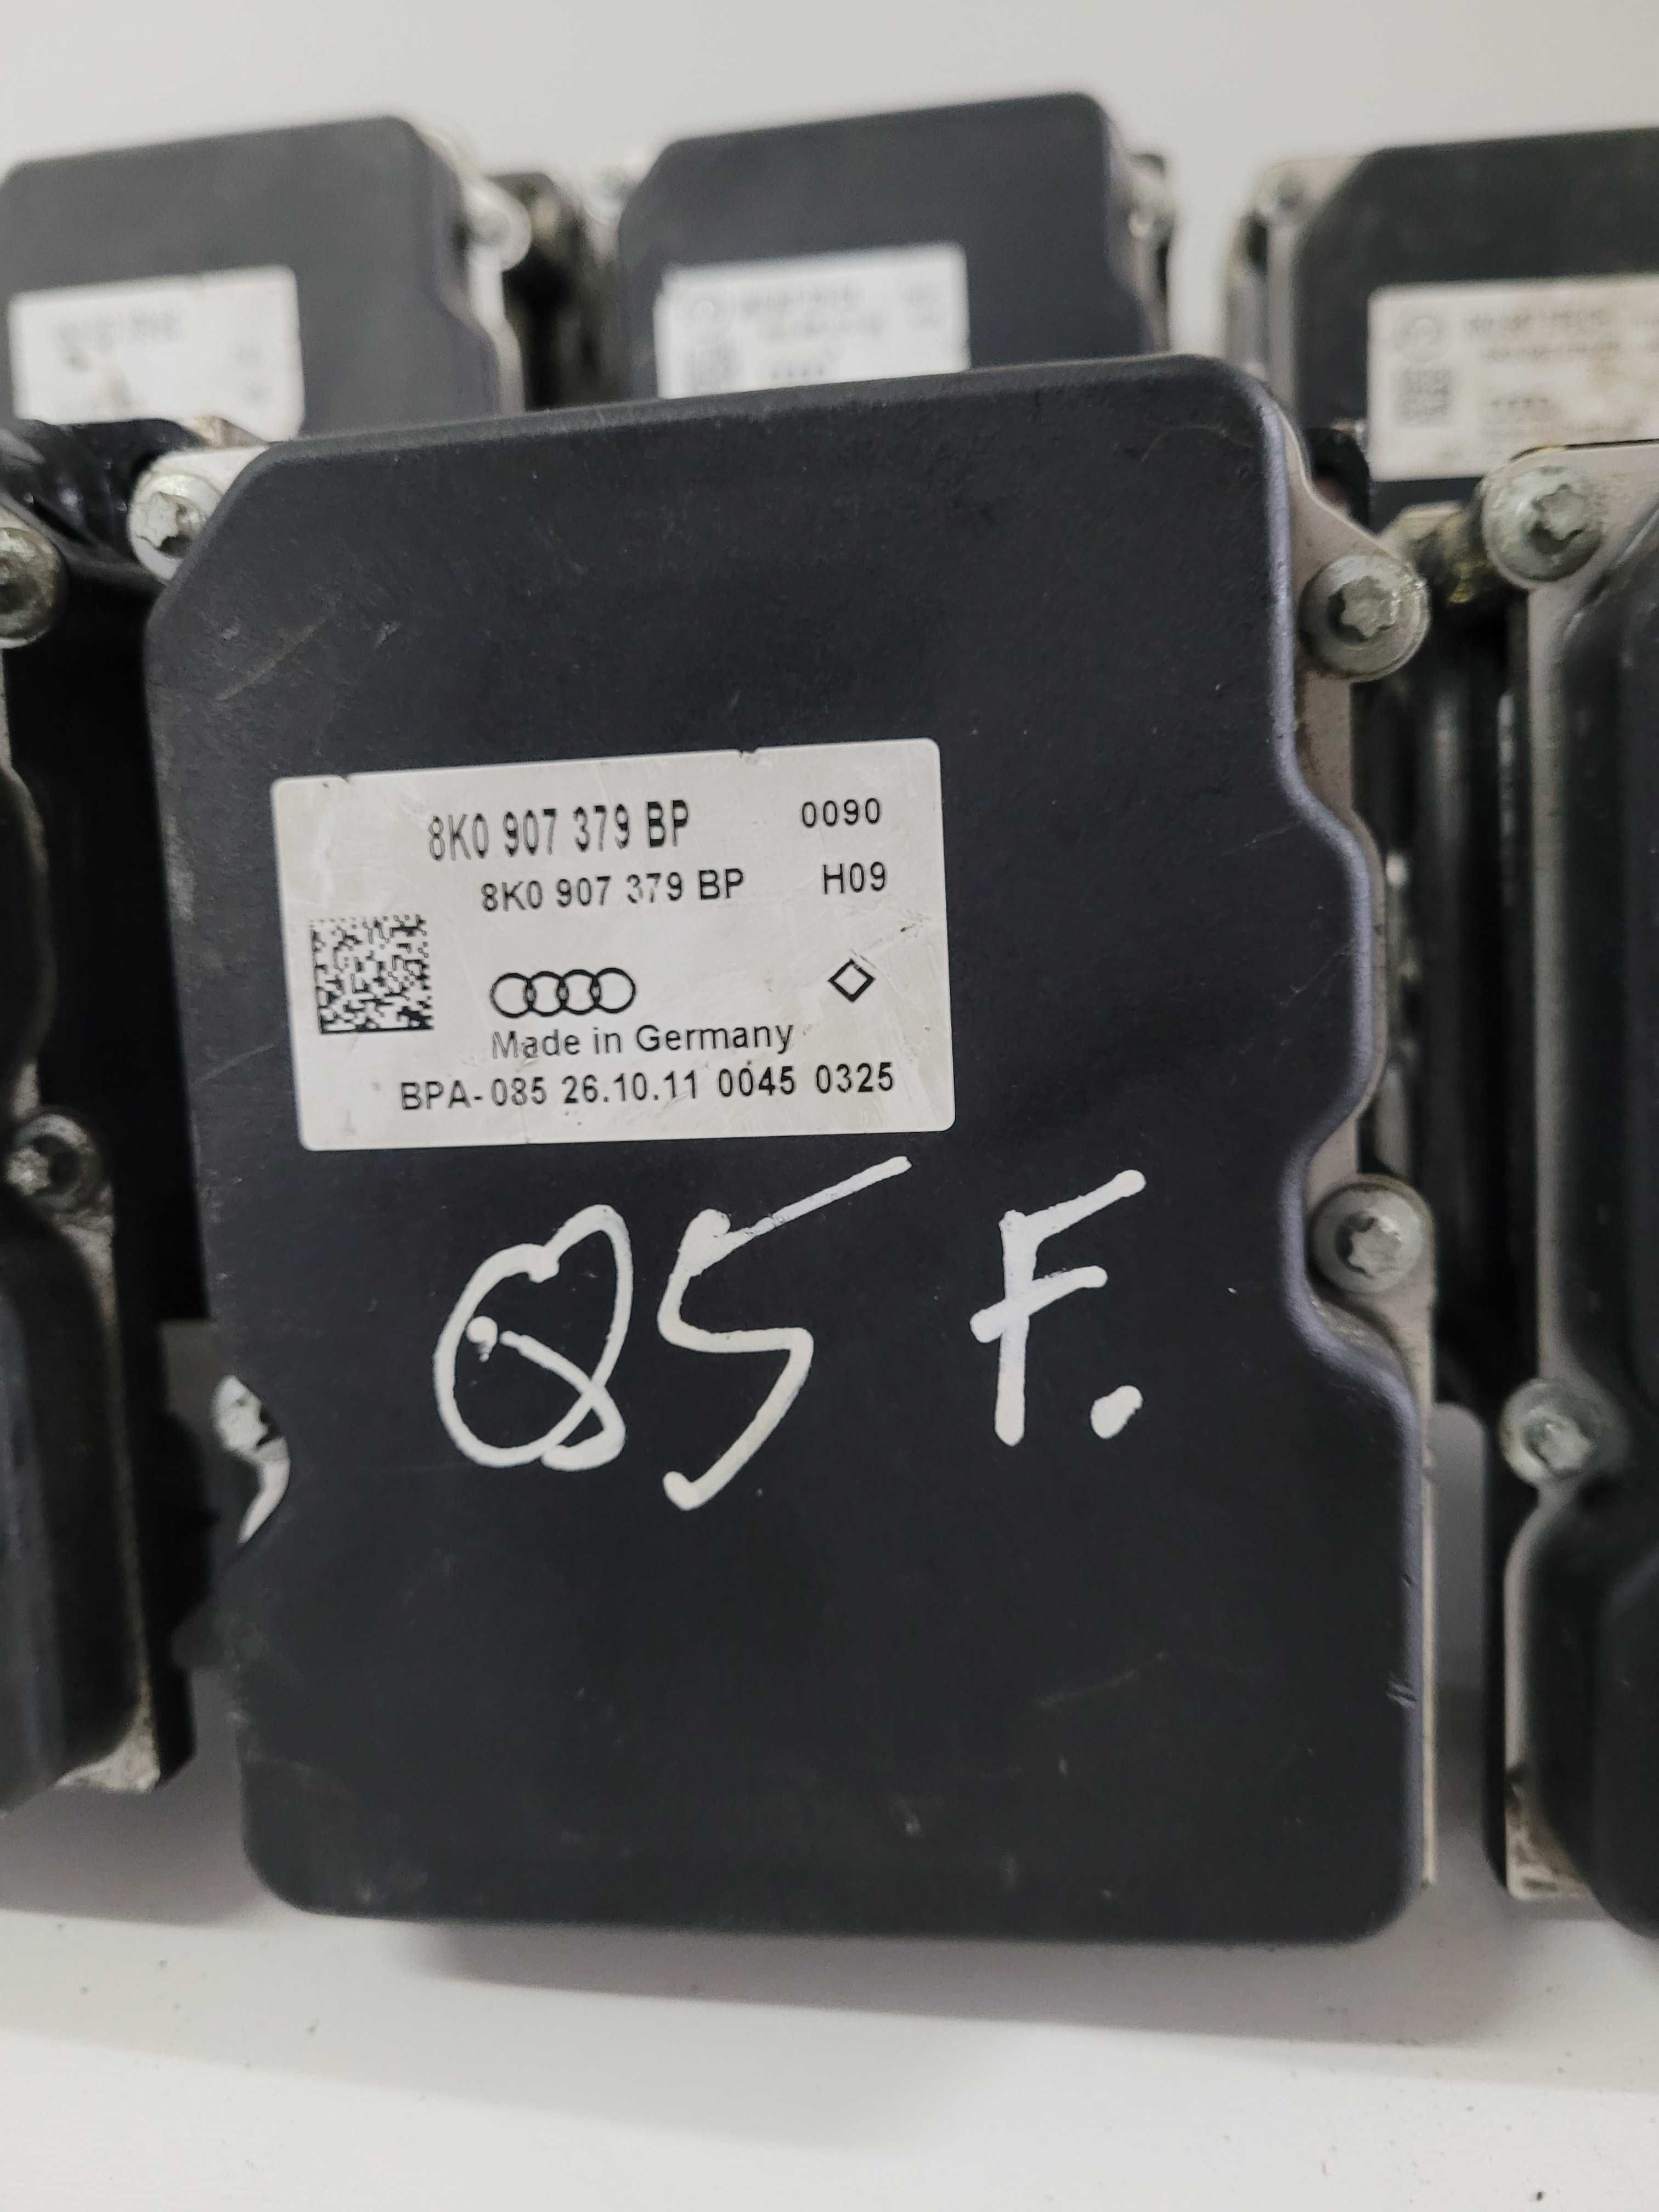 8K0 907 379 BP 0090
8K0 907 379 BP H09
Made in Germany
BPA-085 26.10.11 0045 0325
Q5 F.